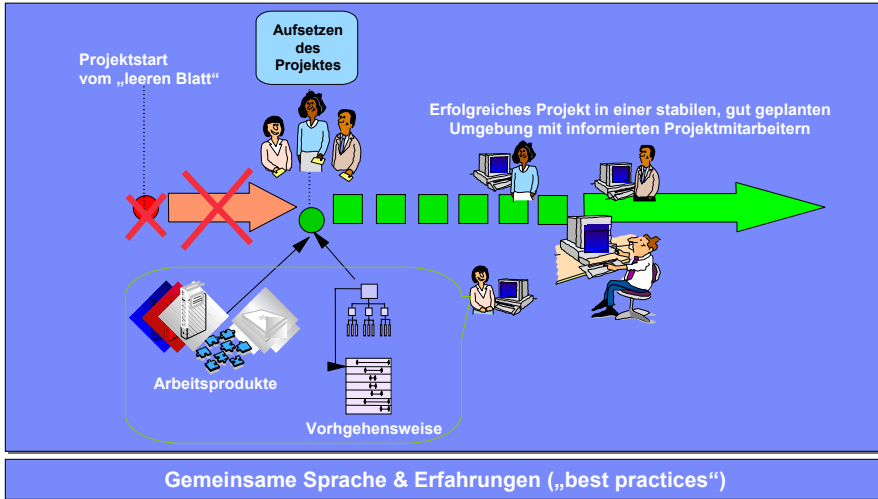 Projektstart
vom „leeren Blatt“
Aufsetzen
des
Projektes
Erfolgreiches Projekt in einer stabilen, gut geplanten
Umgebung mit informierten Projektmitarbeitern
Arbeitsprodukte
Vorhgehensweise
Gemeinsame Sprache & Erfahrungen („best practices“)